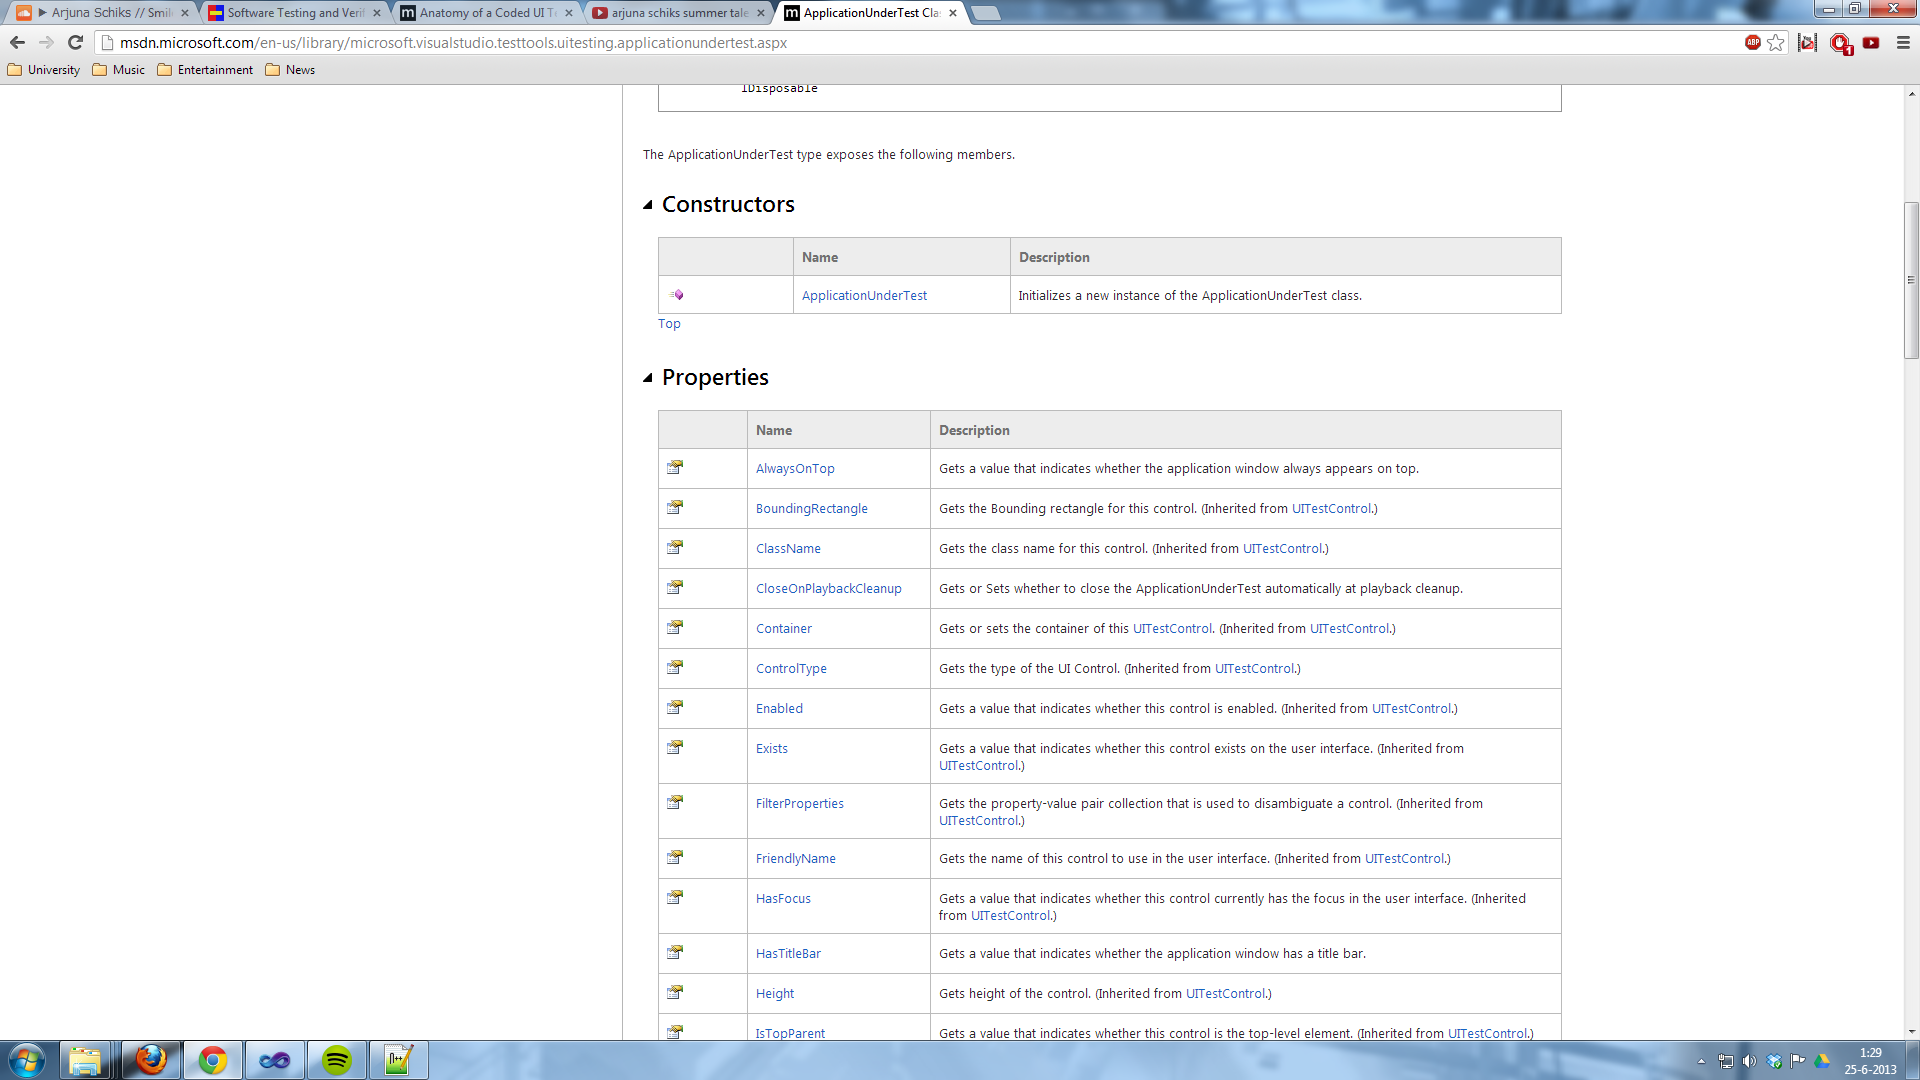 ▶ Arjuna Schiks // Smile
Software Testing and Verif
Anatomy of a Coded UI T
arjuna schiks summer tale
ApplicationUnderTest Cla
msdn.microsoft.com/en-us/library/microsoft.visualstudio.testtools.uitesting.applicationundertest.aspx
ABP
1
University
Music
Entertainment
News
IDisposable
The ApplicationUnderTest type exposes the following members.
Constructors
Name Description
ApplicationUnderTest Initializes a new instance of the ApplicationUnderTest class.
Top
Properties
Name Description
AlwaysOnTop Gets a value that indicates whether the application window always appears on top.
BoundingRectangle Gets the Bounding rectangle for this control. (Inherited from UITestControl.)
ClassName Gets the class name for this control. (Inherited from UITestControl.)
CloseOnPlaybackCleanup Gets or Sets whether to close the ApplicationUnderTest automatically at playback cleanup.
Container Gets or sets the container of this UITestControl. (Inherited from UITestControl.)
ControlType Gets the type of the UI Control. (Inherited from UITestControl.)
Enabled Gets a value that indicates whether this control is enabled. (Inherited from UITestControl.)
Exists Gets a value that indicates whether this control exists on the user interface. (Inherited from
UITestControl.)
FilterProperties Gets the property-value pair collection that is used to disambiguate a control. (Inherited from
UITestControl.)
FriendlyName Gets the name of this control to use in the user interface. (Inherited from UITestControl.)
HasFocus Gets a value that indicates whether this control currently has the focus in the user interface. (Inherited
from UITestControl.)
HasTitleBar Gets a value that indicates whether the application window has a title bar.
Height Gets height of the control. (Inherited from UITestControl.)
IsTopParent Gets a value that indicates whether this control is the top-level element. (Inherited from UITestControl.)
1:29
25-6-2013